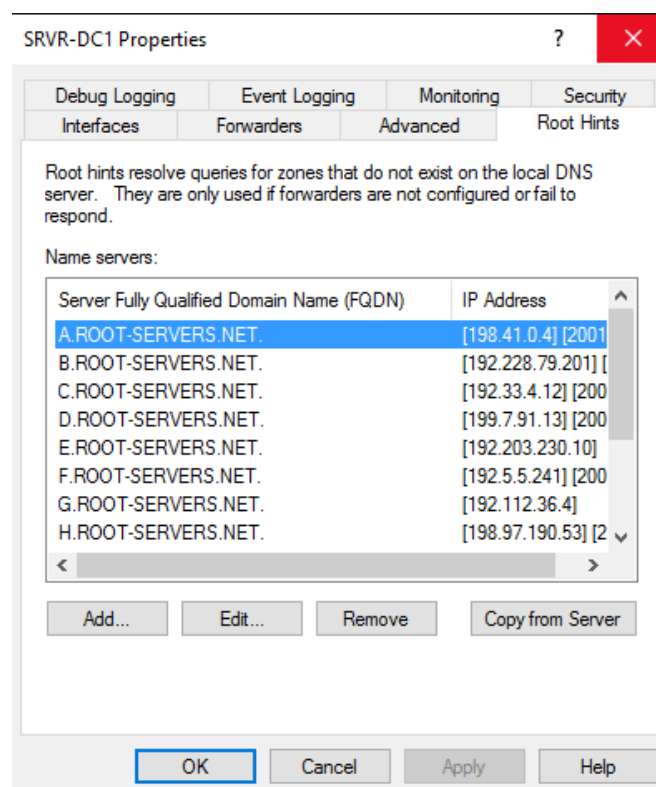 SRVR-DC1 Properties ?
Debug Logging Event Logging Monitoring Security
Interfaces Forwarders Advanced Root Hints
Root hints resolve queries for zones that do not exist on the local DNS
server. They are only used if forwarders are not configured or fail to
respond.
Name servers:
Server Fully Qualified Domain Name (FQDN) IP Address
A.ROOT-SERVERS.NET. [198.41.0.4] [2001
B.ROOT-SERVERS.NET. [192.228.79.201] [
C.ROOT-SERVERS.NET. [192.33.4.12] [200
D.ROOT-SERVERS.NET. [199.7.91.13] [200
E.ROOT-SERVERS.NET. [192.203.230.10]
F.ROOT-SERVERS.NET. [192.5.5.241] [200
G.ROOT-SERVERS.NET. [192.112.36.4]
H.ROOT-SERVERS.NET. [198.97.190.53] [2
Add... Edit... Remove Copy from Server
OK Cancel Apply Help